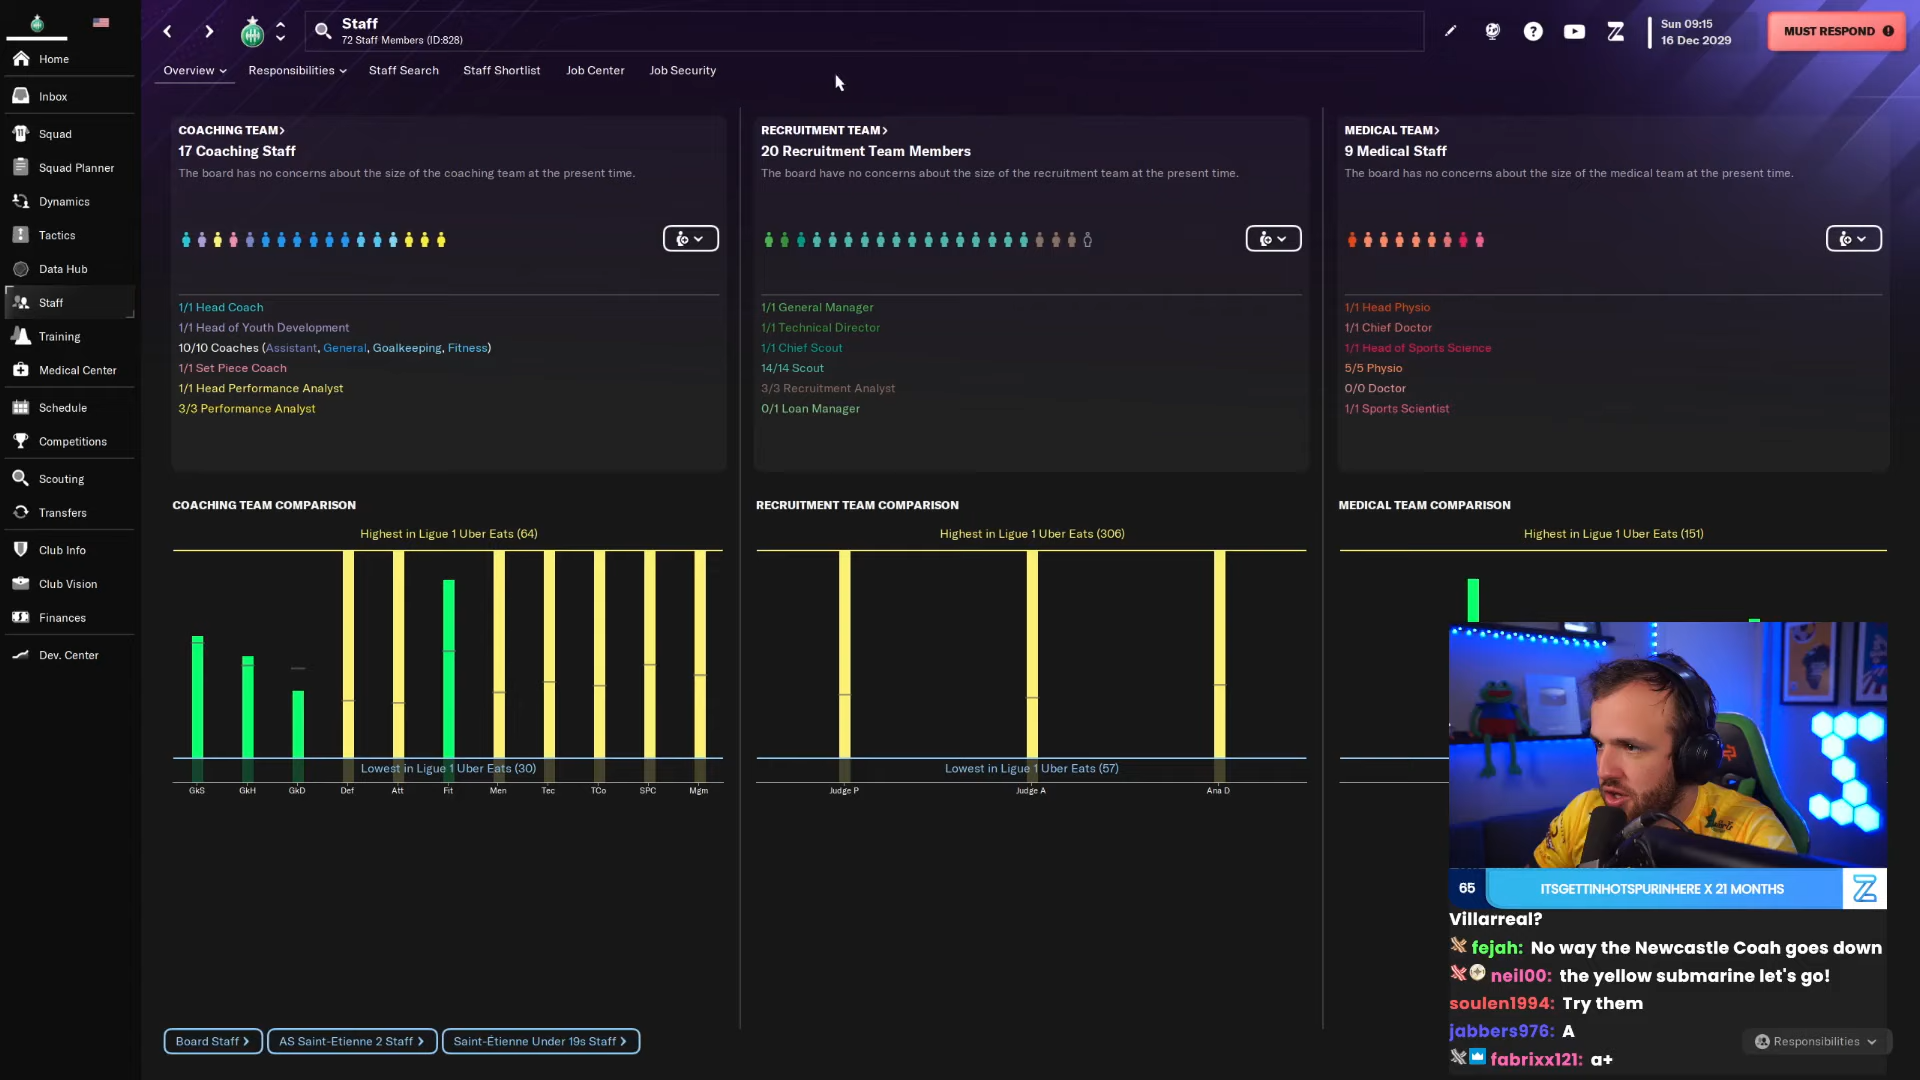 Staff
72 Staff Members (ID:828)
Sun 09:15
16 Dec 2029
MUST RESPOND
Overview
Responsibilities
Staff Search
Staff Shortlist
Job Center
Job Security
Home
Inbox
Squad
Squad Planner
Dynamics
Tactics
Data Hub
Staff
Training
Medical Center
Schedule
Competitions
Scouting
Transfers
Club Info
Club Vision
Finances
Dev. Center
COACHING TEAM>
17 Coaching Staff
The board has no concerns about the size of the coaching team at the present time.
1/1 Head Coach
1/1 Head of Youth Development
10/10 Coaches (Assistant, General, Goalkeeping, Fitness)
1/1 Set Piece Coach
1/1 Head Performance Analyst
3/3 Performance Analyst
RECRUITMENT TEAM>
20 Recruitment Team Members
The board have no concerns about the size of the recruitment team at the present time.
1/1 General Manager
1/1 Technical Director
1/1 Chief Scout
14/14 Scout
3/3 Recruitment Analyst
0/1 Loan Manager
MEDICAL TEAM>
9 Medical Staff
The board has no concerns about the size of the medical team at the present time.
1/1 Head Physio
1/1 Chief Doctor
1/1 Head of Sports Science
5/5 Physio
0/0 Doctor
1/1 Sports Scientist
COACHING TEAM COMPARISON
Highest in Ligue 1 Uber Eats (64)
Lowest in Ligue 1 Uber Eats (30)
GkS GkH GkD Def Att Fit Men Tec TCo SPC Mgm
RECRUITMENT TEAM COMPARISON
Highest in Ligue 1 Uber Eats (306)
Lowest in Ligue 1 Uber Eats (57)
Judge P Judge A Ana D
MEDICAL TEAM COMPARISON
Highest in Ligue 1 Uber Eats (151)
65 ITSGETTINHOTSPURINHERE X 21 MONTHS
Villarreal?
fejah: No way the Newcastle Coah goes down
neil00: the yellow submarine let's go!
soulen1994: Try them
jabbers976: A
fabrixx121: a+
Board Staff >
AS Saint-Etienne 2 Staff >
Saint-Étienne Under 19s Staff >
Responsibilities